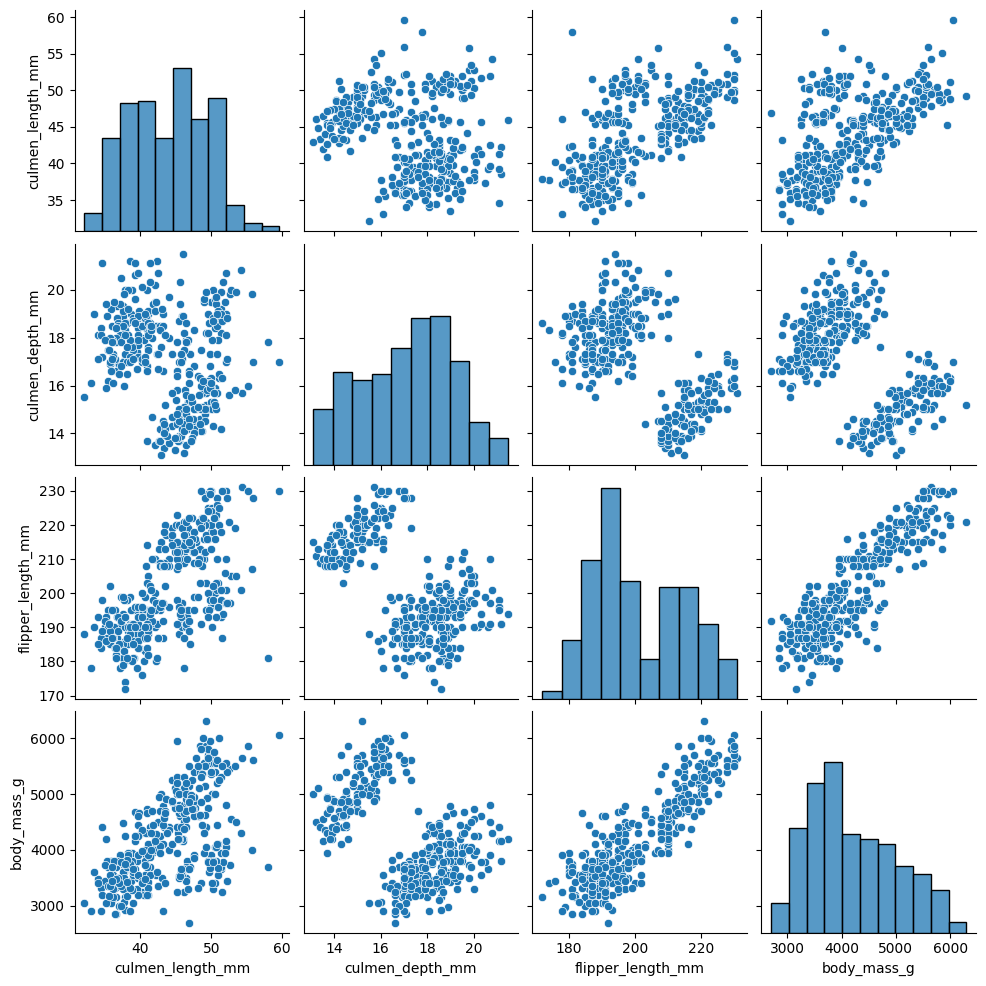 culmen_length_mm
60
55
50
45
40
35
culmen_depth_mm
20
18
16
14
flipper_length_mm
230
220
210
200
190
180
170
body_mass_g
6000
5000
4000
3000
40 50 60
14 16 18 20
180 200 220
3000 4000 5000 6000
culmen_length_mm
culmen_depth_mm
flipper_length_mm
body_mass_g